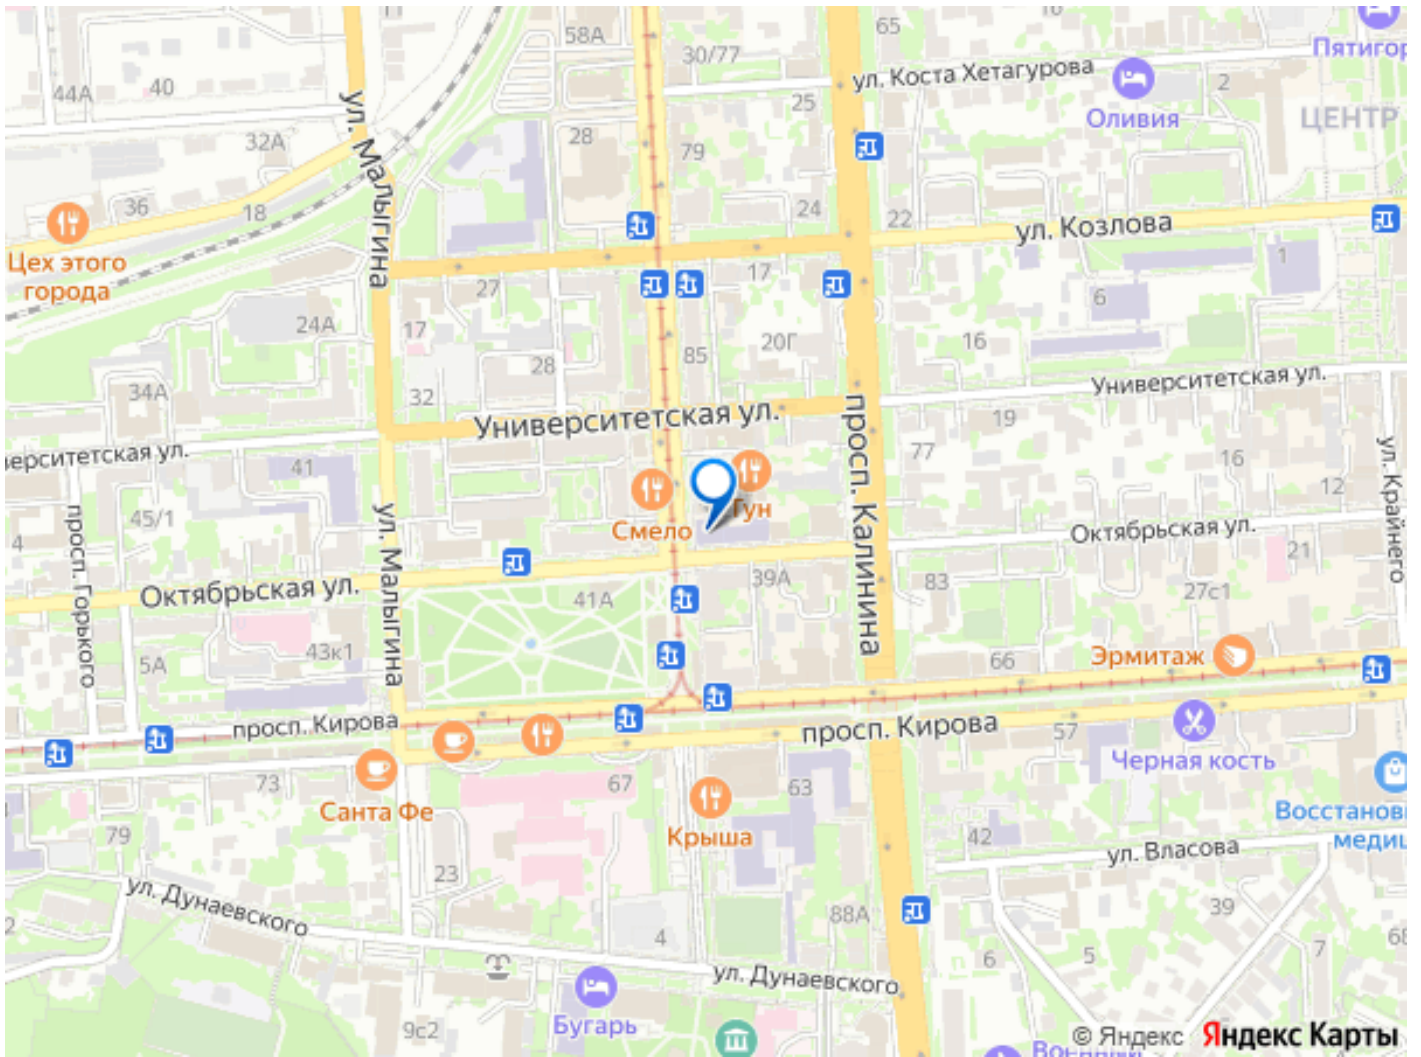 58А
30/77
65
16
Пятигор
ул. Коста Хетагурова
Оливия
2
ЦЕНТР
44А
40
25
32А
28
79
ул. Малыгина
36
18
24
22
ул. Козлова
Цех этого
города
27
17
1
6
24А
17
85
20Г
16
28
34А
32
Университетская ул.
Университетская ул.
19
верситетская ул.
41
77
16
просп. Калинина
ул. Крайнего
12
45/1
4
просп. Горького
ул. Малыгина
Смело
Гун
Октябрьская ул.
21
Октябрьская ул.
41А
39А
83
27с1
5А
43к1
66
Эрмитаж
просп. Кирова
просп. Кирова
57
Черная кость
73
67
63
Санта Фе
Крыша
Восстанови
медиц
79
42
ул. Власова
23
ул. Дунаевского
88А
39
4
6
5
7
68
2
ул. Дунаевского
Бугарь
9с2
© Яндекс Яндекс Карты
Военный